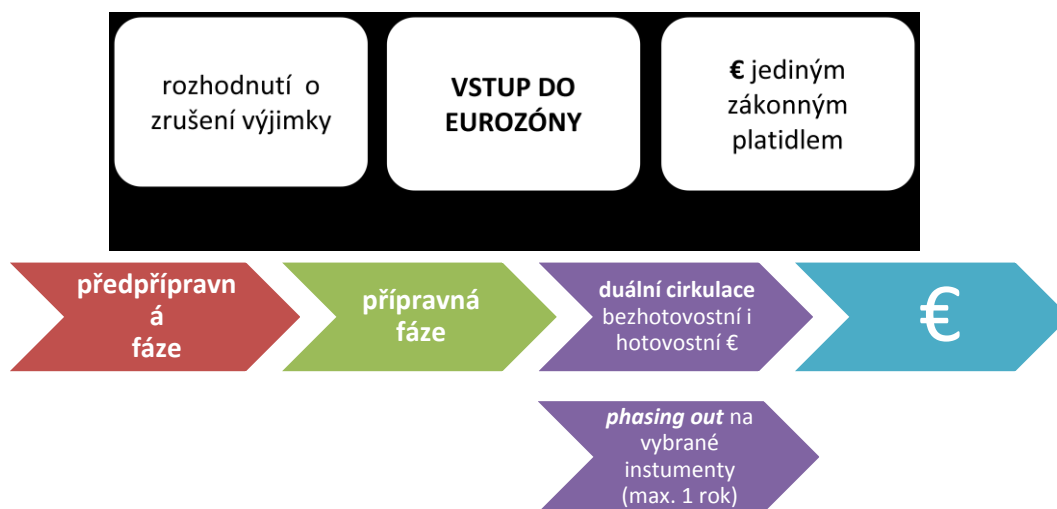 rozhodnutí o
zrušení výjimky
VSTUP DO
EUROZÓNY
€ jediným
zákonným
platidlem
předpřípravn
á
fáze
přípravná
fáze
duální cirkulace
bezhotovostní i
hotovostní €
€
phasing out na
vybrané
instumenty
(max. 1 rok)